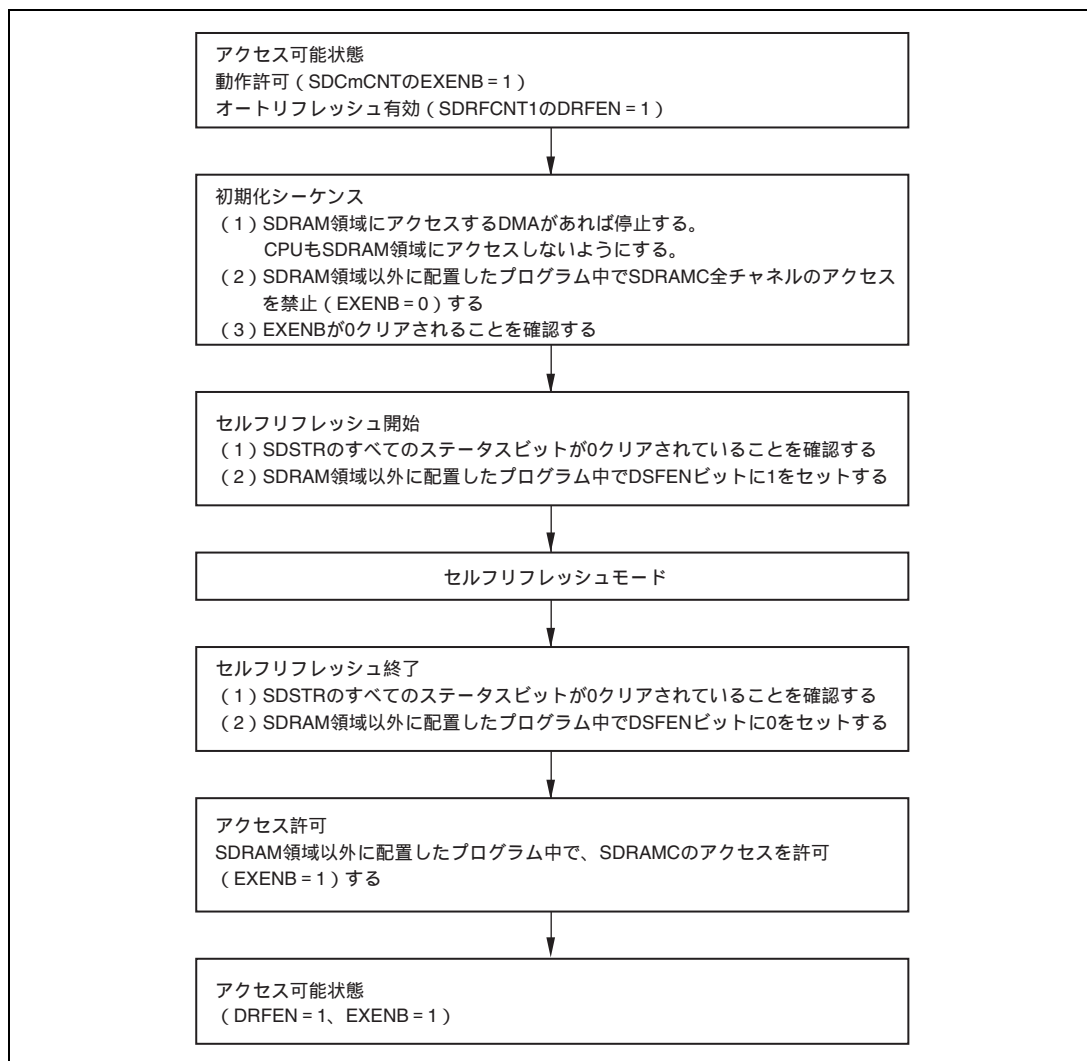 アクセス可能状態
動作許可（SDCmCNTのEXENB = 1）
オートリフレッシュ有効（SDRFCNT1のDRFEN = 1）
初期化シーケンス
（1）SDRAM領域にアクセスするDMAがあれば停止する。
CPUもSDRAM領域にアクセスしないようにする。
（2）SDRAM領域以外に配置したプログラム中でSDRAMC全チャネルのアクセス
を禁止（EXENB = 0）する
（3）EXENBが0クリアされることを確認する
セルフリフレッシュ開始
（1）SDSTRのすべてのステータスビットが0クリアされていることを確認する
（2）SDRAM領域以外に配置したプログラム中でDSFENビットに1をセットする
セルフリフレッシュモード
セルフリフレッシュ終了
（1）SDSTRのすべてのステータスビットが0クリアされていることを確認する
（2）SDRAM領域以外に配置したプログラム中でDSFENビットに0をセットする
アクセス許可
SDRAM領域以外に配置したプログラム中で、SDRAMCのアクセスを許可
（EXENB = 1）する
アクセス可能状態
（DRFEN = 1、EXENB = 1）